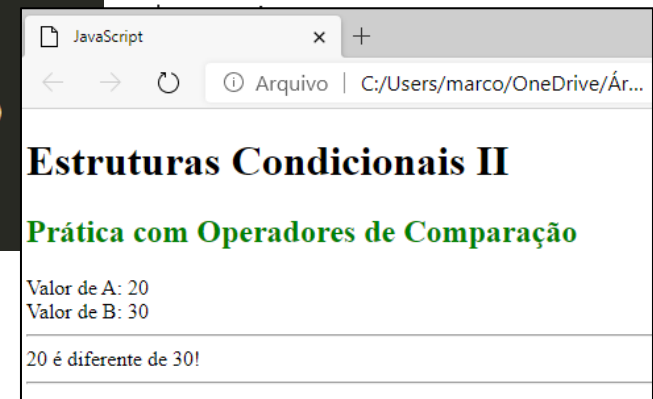 JavaScript
Arquivo | C:/Users/marco/OneDrive/Ár...
Estruturas Condicionais II
Prática com Operadores de Comparação
Valor de A: 20
Valor de B: 30
20 é diferente de 30!